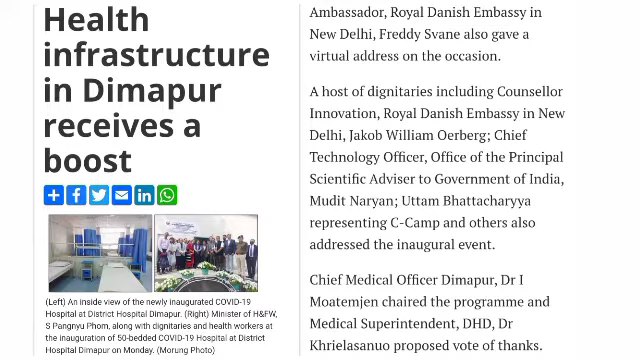 Health
infrastructure
in Dimapur
receives a
boost
(Left) An inside view of the newly inaugurated COVID-19
Hospital at District Hospital Dimapur. (Right) Minister of H&FW,
S Pangnyu Phom, along with dignitaries and health workers at
the inauguration of 50-bedded COVID-19 Hospital at District
Hospital Dimapur on Monday. (Morung Photo)
Ambassador, Royal Danish Embassy in
New Delhi, Freddy Svane also gave a
virtual address on the occasion.
A host of dignitaries including Counsellor
Innovation, Royal Danish Embassy in New
Delhi, Jakob William Oerberg; Chief
Technology Officer, Office of the Principal
Scientific Adviser to Government of India,
Mudit Naryan; Uttam Bhattacharyya
representing C-Camp and others also
addressed the inaugural event.
Chief Medical Officer Dimapur, Dr I
Moatemjen chaired the programme and
Medical Superintendent, DHD, Dr
Khrielasanuo proposed vote of thanks.